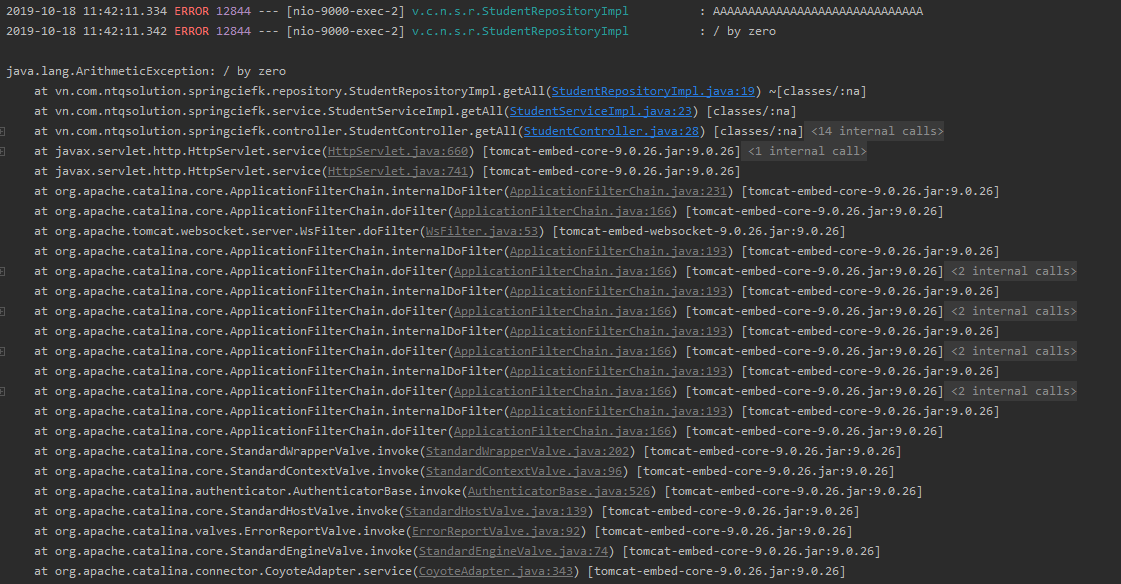 2019-10-18 11:42:11.334 ERROR 12844 --- [nio-9000-exec-2] v.c.n.s.r.StudentRepositoryImpl : AAAAAAAAAAAAAAAAAAAAAAAAAAAAAA
2019-10-18 11:42:11.342 ERROR 12844 --- [nio-9000-exec-2] v.c.n.s.r.StudentRepositoryImpl : / by zero
java.lang.ArithmeticException: / by zero
at vn.com.ntqsolution.springciefk.repository.StudentRepositoryImpl.getAll(StudentRepositoryImpl.java:19) ~[classes/:na]
at vn.com.ntqsolution.springciefk.service.StudentServiceImpl.getAll(StudentServiceImpl.java:23) [classes/:na]
at vn.com.ntqsolution.springciefk.controller.StudentController.getAll(StudentController.java:28) [classes/:na] <14 internal calls>
at javax.servlet.http.HttpServlet.service(HttpServlet.java:660) [tomcat-embed-core-9.0.26.jar:9.0.26] <1 internal call>
at javax.servlet.http.HttpServlet.service(HttpServlet.java:741) [tomcat-embed-core-9.0.26.jar:9.0.26]
at org.apache.catalina.core.ApplicationFilterChain.internalDoFilter(ApplicationFilterChain.java:231) [tomcat-embed-core-9.0.26.jar:9.0.26]
at org.apache.catalina.core.ApplicationFilterChain.doFilter(ApplicationFilterChain.java:166) [tomcat-embed-core-9.0.26.jar:9.0.26]
at org.apache.tomcat.websocket.server.WsFilter.doFilter(WsFilter.java:53) [tomcat-embed-websocket-9.0.26.jar:9.0.26]
at org.apache.catalina.core.ApplicationFilterChain.internalDoFilter(ApplicationFilterChain.java:193) [tomcat-embed-core-9.0.26.jar:9.0.26]
at org.apache.catalina.core.ApplicationFilterChain.doFilter(ApplicationFilterChain.java:166) [tomcat-embed-core-9.0.26.jar:9.0.26] <2 internal calls>
at org.apache.catalina.core.ApplicationFilterChain.internalDoFilter(ApplicationFilterChain.java:193) [tomcat-embed-core-9.0.26.jar:9.0.26]
at org.apache.catalina.core.ApplicationFilterChain.doFilter(ApplicationFilterChain.java:166) [tomcat-embed-core-9.0.26.jar:9.0.26] <2 internal calls>
at org.apache.catalina.core.ApplicationFilterChain.internalDoFilter(ApplicationFilterChain.java:193) [tomcat-embed-core-9.0.26.jar:9.0.26]
at org.apache.catalina.core.ApplicationFilterChain.doFilter(ApplicationFilterChain.java:166) [tomcat-embed-core-9.0.26.jar:9.0.26] <2 internal calls>
at org.apache.catalina.core.ApplicationFilterChain.internalDoFilter(ApplicationFilterChain.java:193) [tomcat-embed-core-9.0.26.jar:9.0.26]
at org.apache.catalina.core.ApplicationFilterChain.doFilter(ApplicationFilterChain.java:166) [tomcat-embed-core-9.0.26.jar:9.0.26] <2 internal calls>
at org.apache.catalina.core.ApplicationFilterChain.internalDoFilter(ApplicationFilterChain.java:193) [tomcat-embed-core-9.0.26.jar:9.0.26]
at org.apache.catalina.core.ApplicationFilterChain.doFilter(ApplicationFilterChain.java:166) [tomcat-embed-core-9.0.26.jar:9.0.26]
at org.apache.catalina.core.StandardWrapperValve.invoke(StandardWrapperValve.java:202) [tomcat-embed-core-9.0.26.jar:9.0.26]
at org.apache.catalina.core.StandardContextValve.invoke(StandardContextValve.java:96) [tomcat-embed-core-9.0.26.jar:9.0.26]
at org.apache.catalina.authenticator.AuthenticatorBase.invoke(AuthenticatorBase.java:526) [tomcat-embed-core-9.0.26.jar:9.0.26]
at org.apache.catalina.core.StandardHostValve.invoke(StandardHostValve.java:139) [tomcat-embed-core-9.0.26.jar:9.0.26]
at org.apache.catalina.valves.ErrorReportValve.invoke(ErrorReportValve.java:92) [tomcat-embed-core-9.0.26.jar:9.0.26]
at org.apache.catalina.core.StandardEngineValve.invoke(StandardEngineValve.java:74) [tomcat-embed-core-9.0.26.jar:9.0.26]
at org.apache.catalina.connector.CoyoteAdapter.service(CoyoteAdapter.java:343) [tomcat-embed-core-9.0.26.jar:9.0.26]